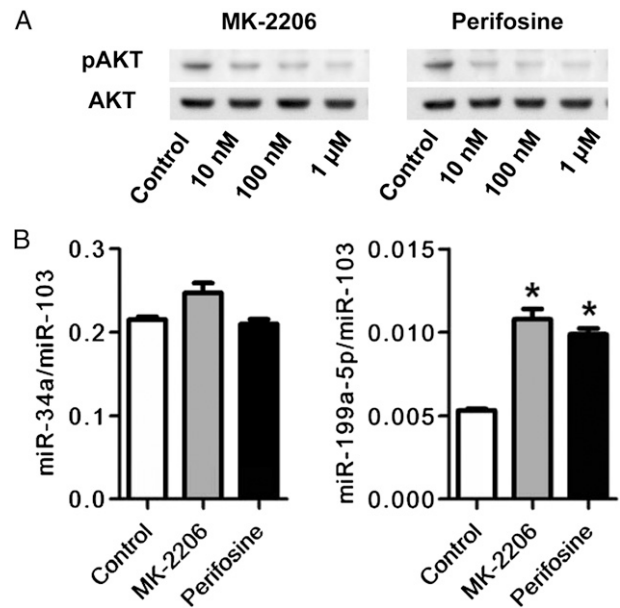 A
MK-2206 Perifosine
pAKT
AKT
Control 10 nM 100 nM 1 µM Control 10 nM 100 nM 1 µM
B
miR-34a/miR-103
0.3
0.2
0.1
0.0
Control MK-2206 Perifosine
miR-199a-5p/miR-103
0.015
0.010
0.005
0.000
* *
Control MK-2206 Perifosine